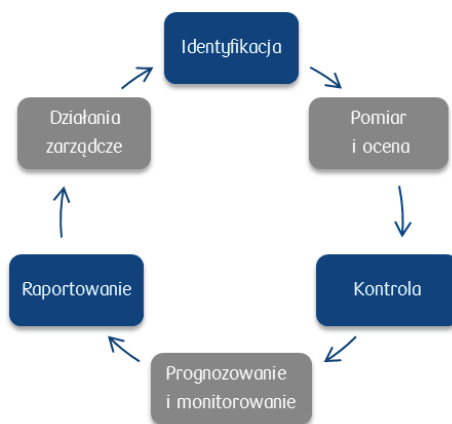 Identyfikacja
Pomiar
i ocena
Kontrola
Prognozowanie
i monitorowanie
Raportowanie
Działania
zarządcze